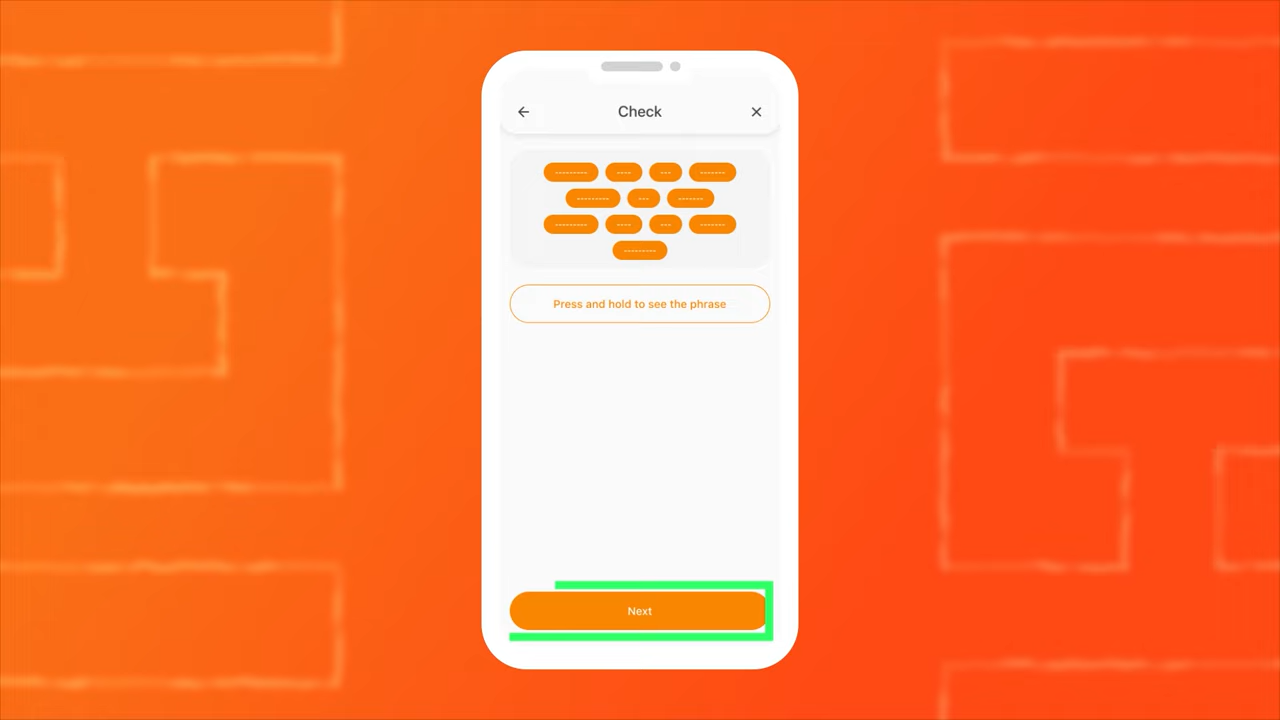 Check
--------- ---- --- -------
--------- --- -------
--------- ---- --- -------
---------
Press and hold to see the phrase
Next